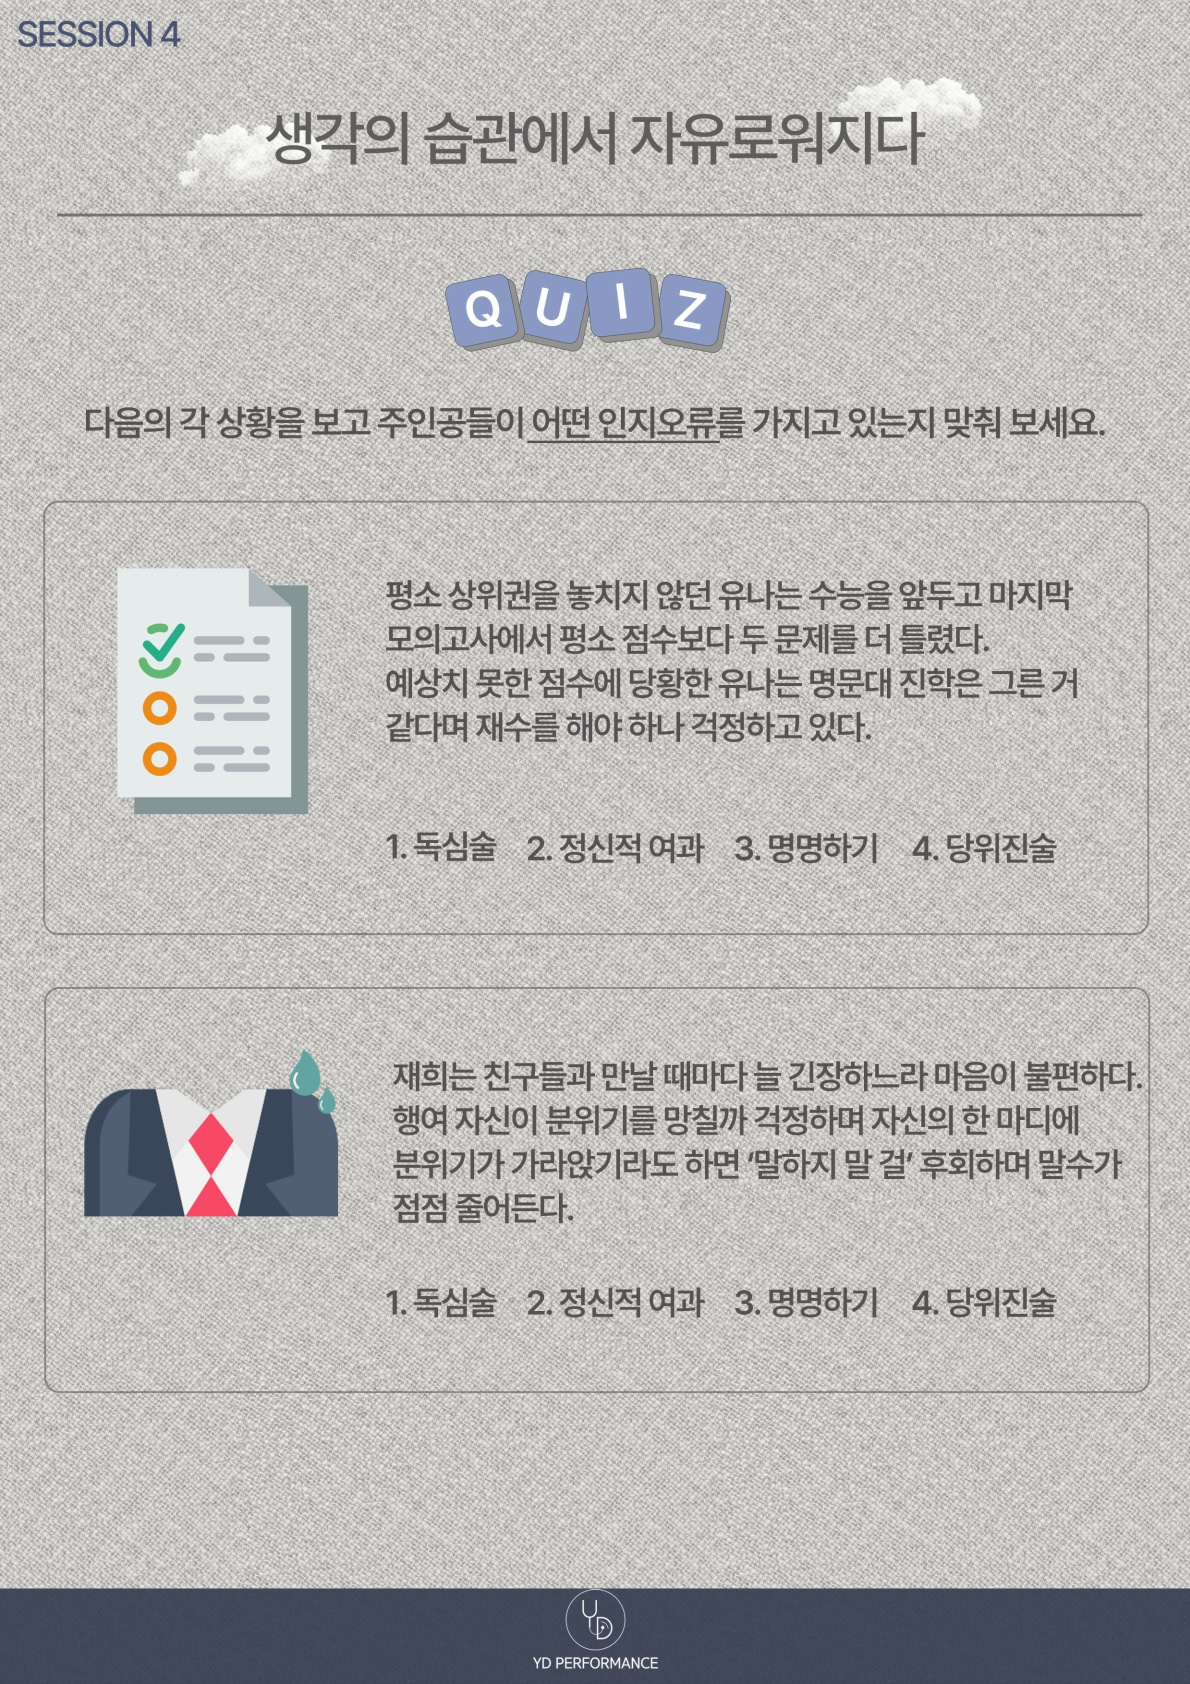 SESSION 4
생각의 습관에서 자유로워지다
QUIZ
다음의 각 상황을 보고 주인공들이 어떤 인지오류를 가지고 있는지 맞춰 보세요.
평소 상위권을 놓치지 않던 유나는 수능을 앞두고 마지막
모의고사에서 평소 점수보다 두 문제를 더 틀렸다.
예상치 못한 점수에 당황한 유나는 명문대 진학은 그른 거
같다며 재수를 해야 하나 걱정하고 있다.
1. 독심술 2. 정신적 여과 3. 명명하기 4. 당위진술
재희는 친구들과 만날 때마다 늘 긴장하느라 마음이 불편하다.
행여 자신이 분위기를 망칠까 걱정하며 자신의 한 마디에
분위기가 가라앉기라도 하면 ‘말하지 말 걸’ 후회하며 말수가
점점 줄어든다.
1. 독심술 2. 정신적 여과 3. 명명하기 4. 당위진술
YD
YD PERFORMANCE